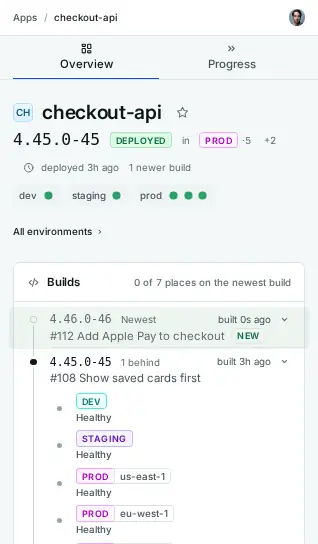 Apps / checkout-api
Overview
Progress
CH checkout-api
4.45.0-45 DEPLOYED in PROD ·5 +2
deployed 3h ago 1 newer build
dev staging prod
All environments ›
Builds 0 of 7 places on the newest build
4.46.0-46 Newest built 0s ago
#112 Add Apple Pay to checkout NEW
4.45.0-45 1 behind built 3h ago
#108 Show saved cards first
DEV
Healthy
STAGING
Healthy
PROD us-east-1
Healthy
PROD eu-west-1
Healthy